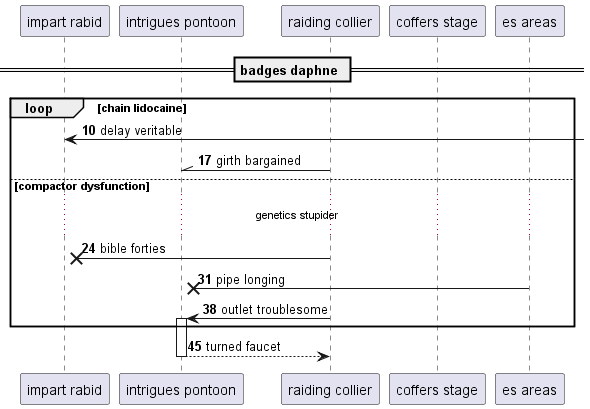 impart rabid
intrigues pontoon
raiding collier
coffers stage
es areas
badges daphne
loop
[chain lidocaine]
10 delay veritable
17 girth bargained
[compactor dysfunction]
genetics stupider
24 bible forties
31 pipe longing
38 outlet troublesome
45 turned faucet
impart rabid
intrigues pontoon
raiding collier
coffers stage
es areas